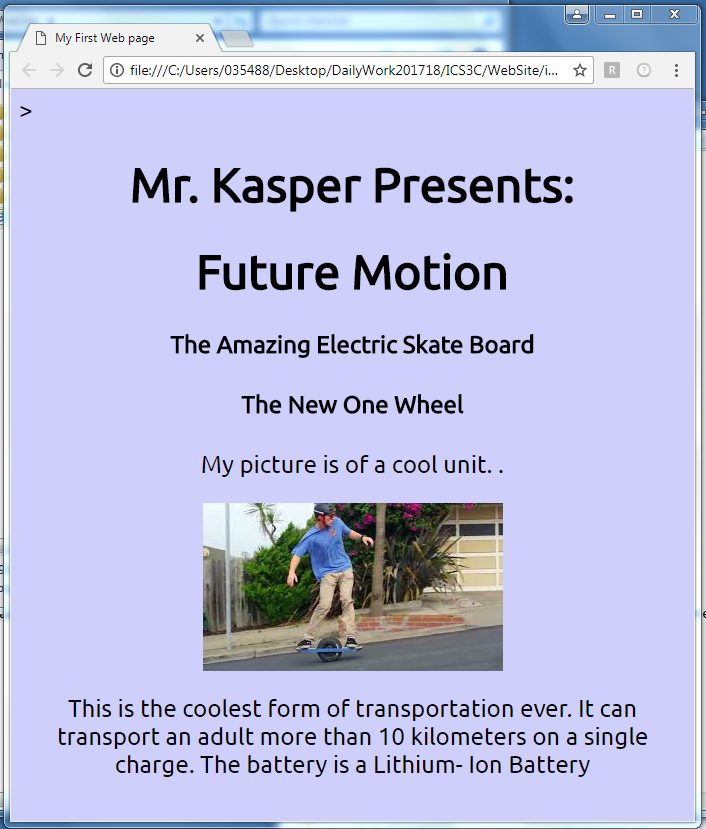 My First Web page
file:///C:/Users/035488/Desktop/DailyWork201718/ICS3C/WebSite/i...
>
Mr. Kasper Presents:
Future Motion
The Amazing Electric Skate Board
The New One Wheel
My picture is of a cool unit. .
This is the coolest form of transportation ever. It can
transport an adult more than 10 kilometers on a single
charge. The battery is a Lithium- Ion Battery